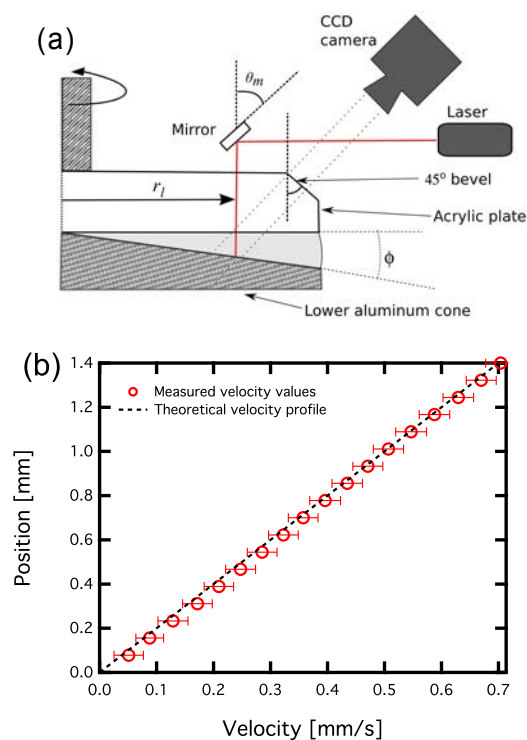 (a)
CCD
camera
θm
Laser
Mirror
45° bevel
rl
Acrylic plate
ϕ
Lower aluminum cone
(b)
1.4
Measured velocity values
Theoretical velocity profile
1.2
1.0
0.8
0.6
0.4
0.2
0.0
Position [mm]
0.0 0.1 0.2 0.3 0.4 0.5 0.6 0.7
Velocity [mm/s]